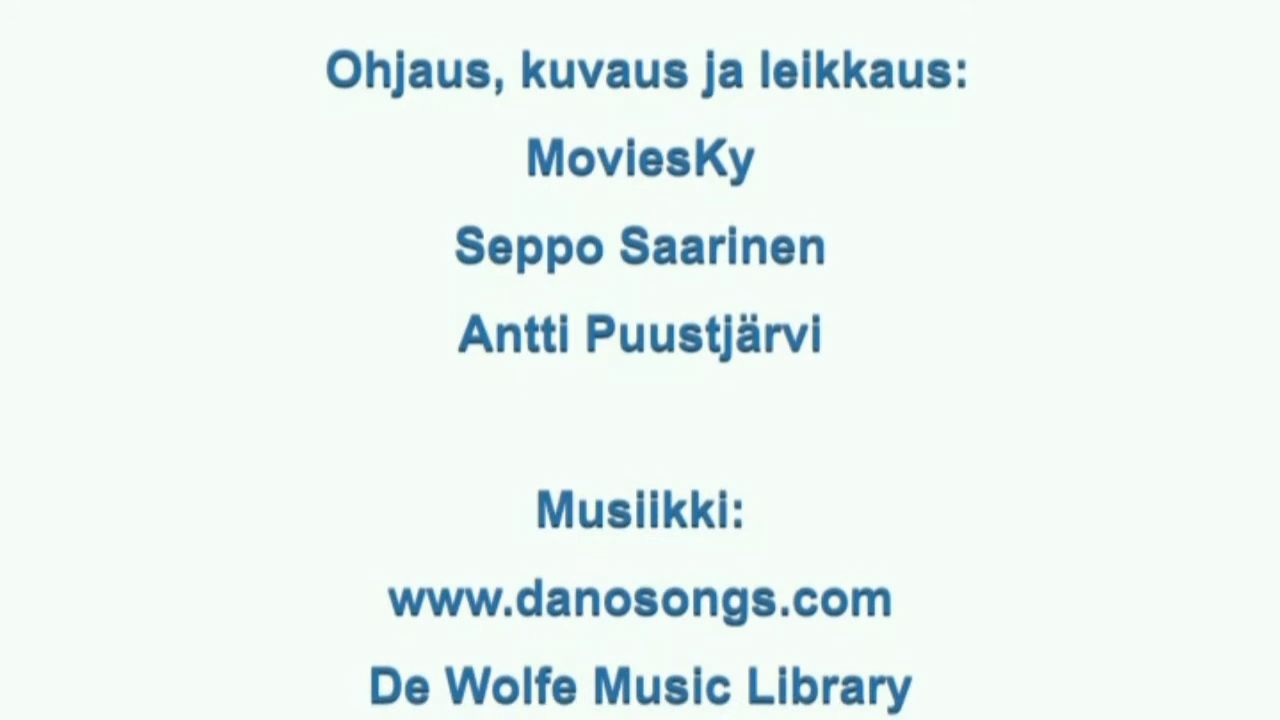 Ohjaus, kuvaus ja leikkaus:
MoviesKy
Seppo Saarinen
Antti Puustjärvi
Musiikki:
www.danosongs.com
De Wolfe Music Library